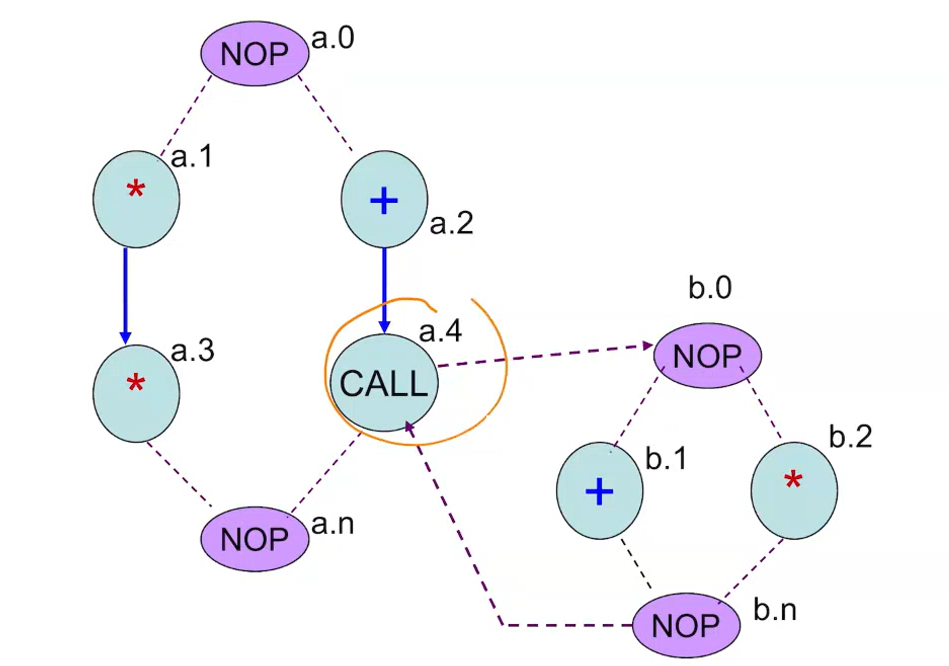 NOP a.0
* a.1
+ a.2
* a.3
CALL a.4
NOP a.n
b.0
NOP
+ b.1
* b.2
NOP b.n